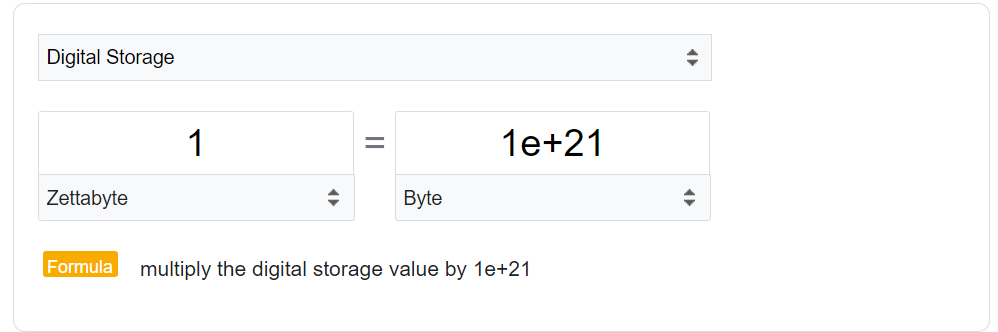 Digital Storage
1 = 1e+21
Zettabyte Byte
Formula multiply the digital storage value by 1e+21